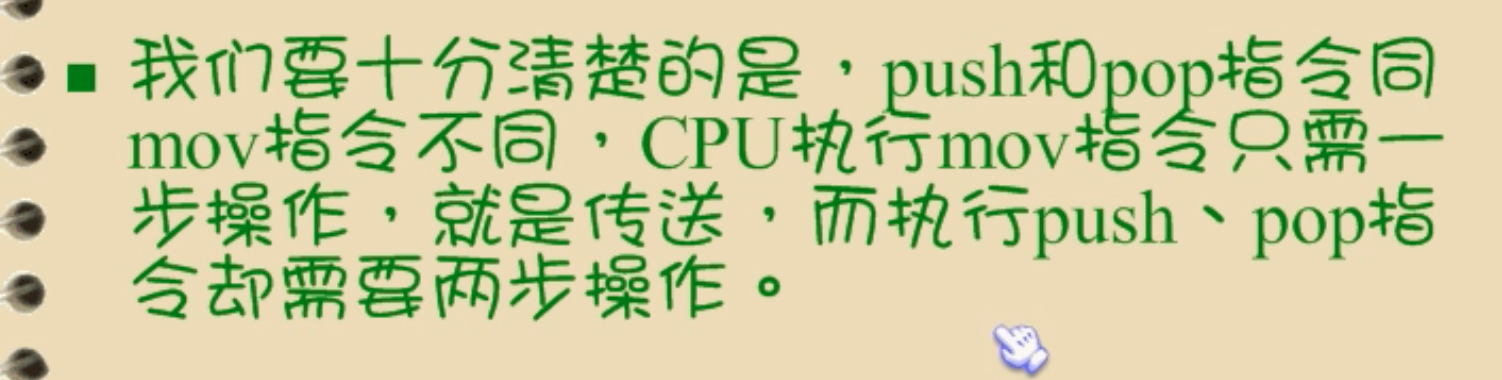 ■ 我们要十分清楚的是，push和pop指令同
mov指令不同，CPU执行mov指令只需一
步操作，就是传送，而执行push、pop指
令却需要两步操作。